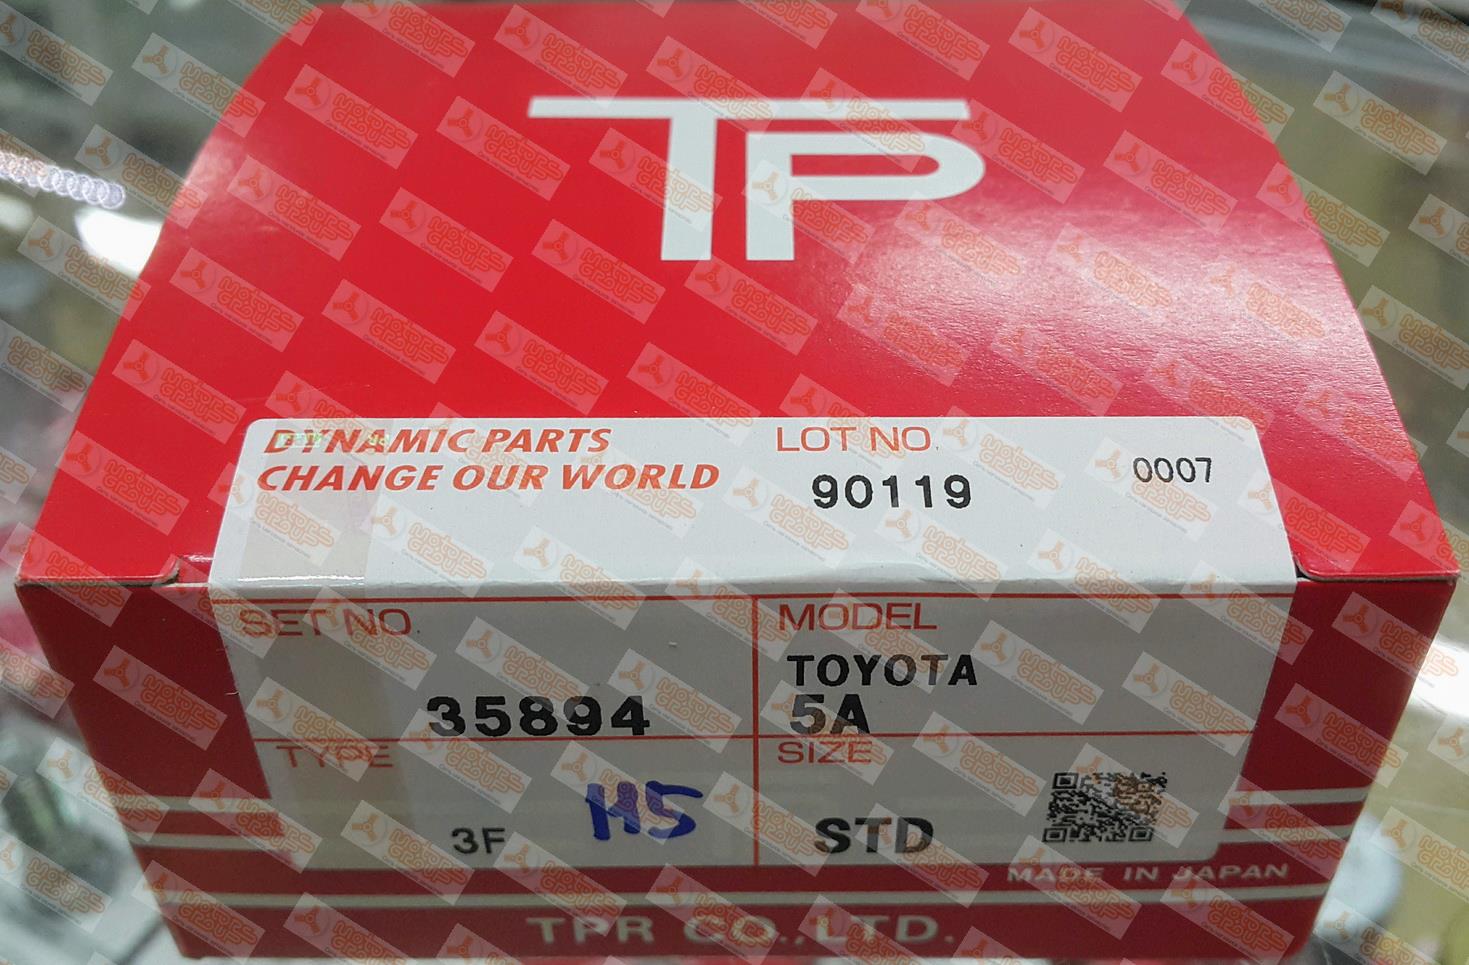 TP
DYNAMIC PARTS
CHANGE OUR WORLD
LOT NO.
90119
0007
SET NO.
35894
MODEL
TOYOTA
5A
TYPE
3F
HS
SIZE
STD
MADE IN JAPAN
TPR CO.,LTD.